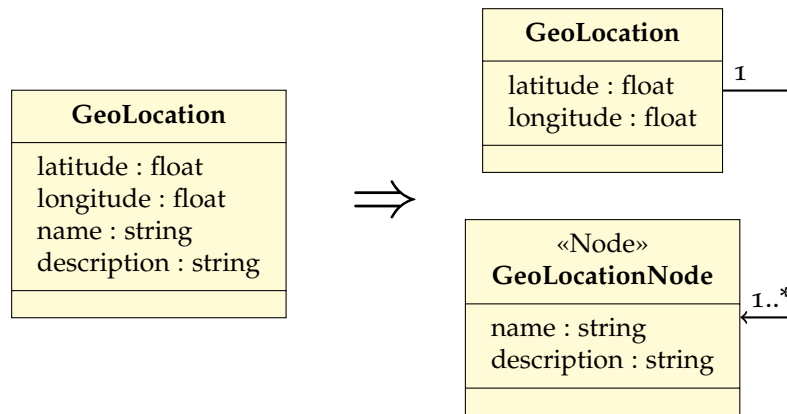 GeoLocation
latitude : float
longitude : float
name : string
description : string
⇒
GeoLocation
latitude : float
longitude : float
1
«Node»
GeoLocationNode
name : string
description : string
1..*